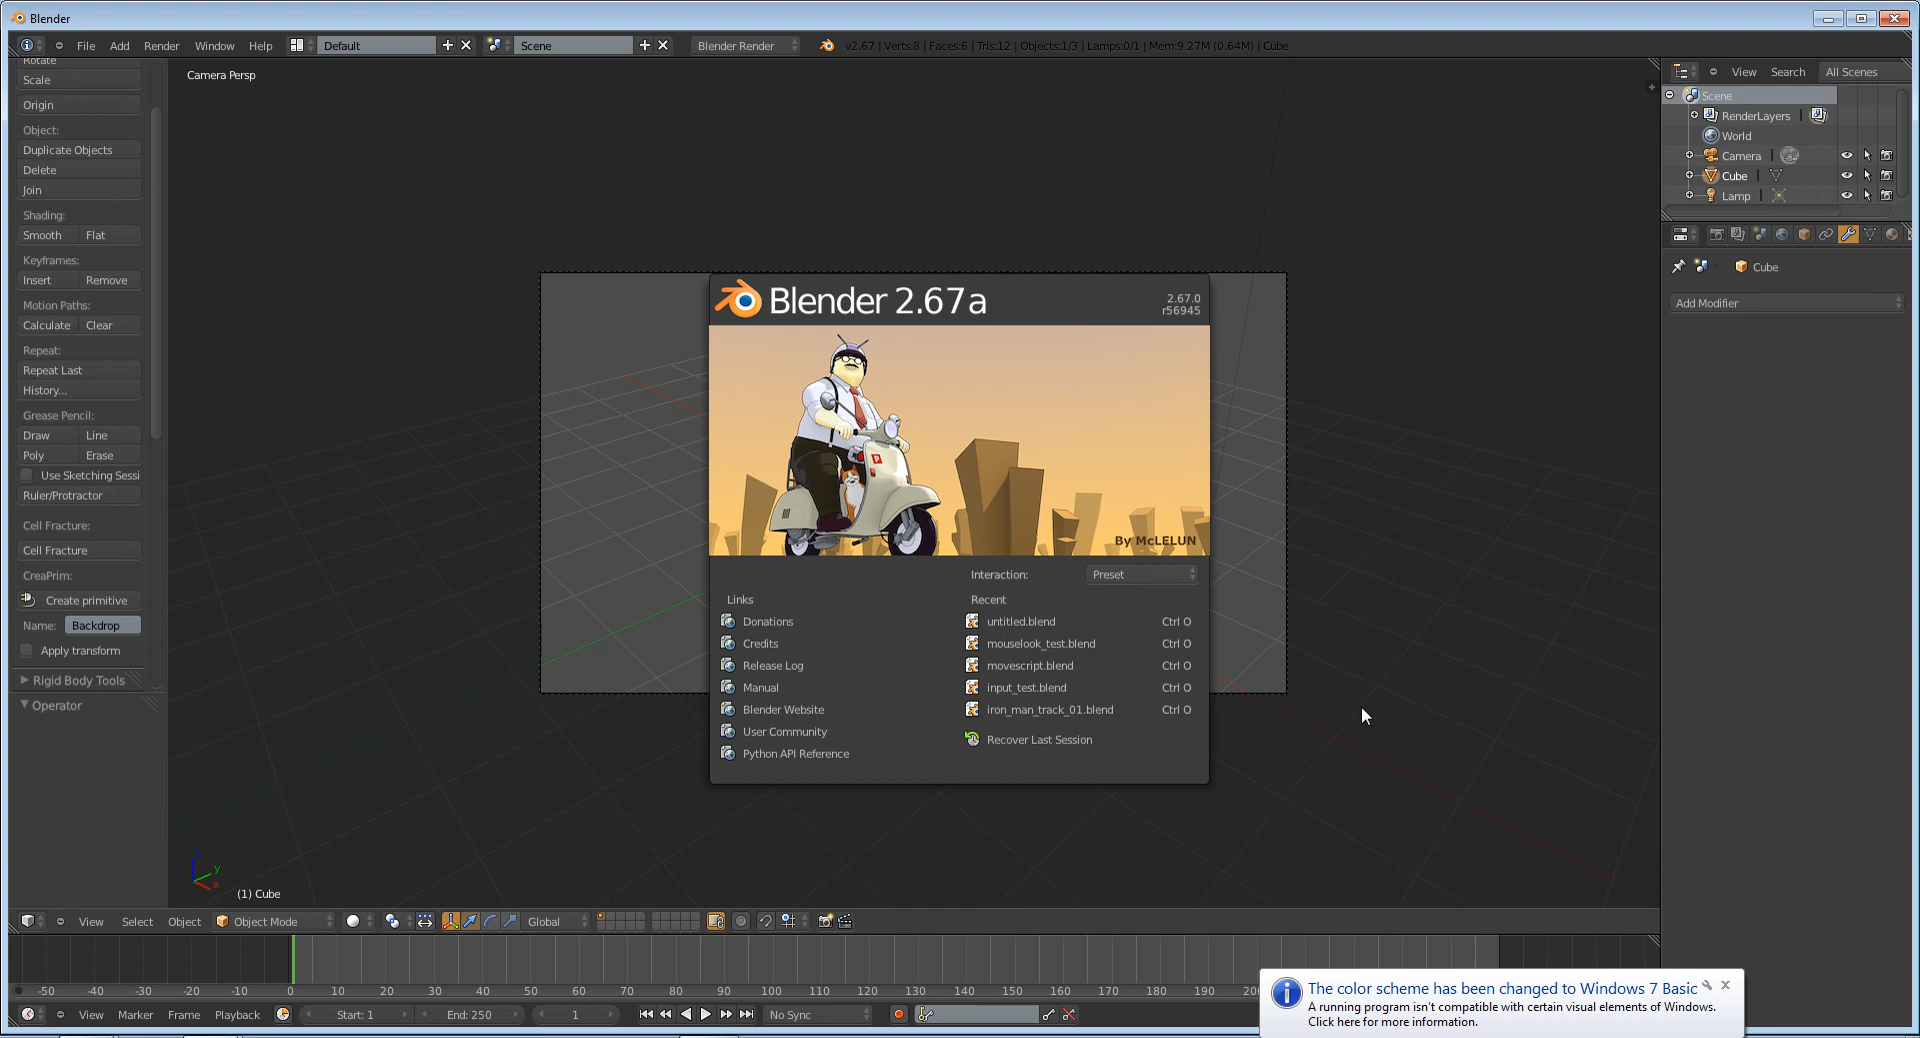 Blender
File Add Render Window Help Default Scene Blender Render v2.67 | Verts:8 | Faces:6 | Tris:12 | Objects:1/3 | Lamps:0/1 | Mem:9.27M (0.64M) | Cube
Rotate
Scale
Origin
Object:
Duplicate Objects
Delete
Join
Shading:
Smooth Flat
Keyframes:
Insert Remove
Motion Paths:
Calculate Clear
Repeat:
Repeat Last
History...
Grease Pencil:
Draw Line
Poly Erase
Use Sketching Sessi
Ruler/Protractor
Cell Fracture:
Cell Fracture
CreaPrim:
Create primitive
Name: Backdrop
Apply transform
Rigid Body Tools
Operator
Camera Persp
Blender 2.67a
2.67.0
r56945
P
By McLELUN
Interaction: Preset
Links
Donations
Credits
Release Log
Manual
Blender Website
User Community
Python API Reference
Recent
untitled.blend Ctrl O
mouselook_test.blend Ctrl O
movescript.blend Ctrl O
input_test.blend Ctrl O
iron_man_track_01.blend Ctrl O
Recover Last Session
z
y
x
(1) Cube
View Search All Scenes
Scene
RenderLayers
World
Camera
Cube
Lamp
Cube
Add Modifier
View Select Object Object Mode Global
-50 -40 -30 -20 -10 0 10 20 30 40 50 60 70 80 90 100 110 120 130 140 150 160 170 180 190
View Marker Frame Playback Start: 1 End: 250 1 No Sync
The color scheme has been changed to Windows 7 Basic
A running program isn't compatible with certain visual elements of Windows.
Click here for more information.